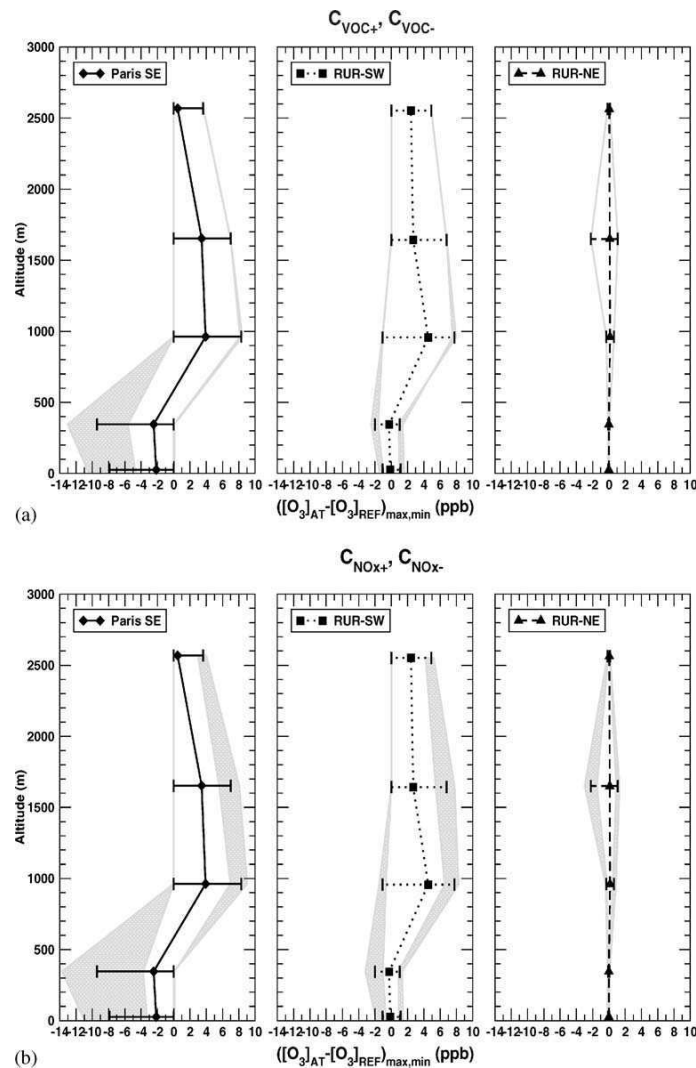 C_VOC+, C_VOC-
Paris SE
RUR-SW
RUR-NE
3000
2500
2000
1500
1000
500
0
Altitude (m)
-14-12-10 -8 -6 -4 -2 0 2 4 6 8 10
-14-12-10 -8 -6 -4 -2 0 2 4 6 8 10
-14-12-10 -8 -6 -4 -2 0 2 4 6 8 10
([O3]AT-[O3]REF)max,min (ppb)
(a)
C_NOx+, C_NOx-
Paris SE
RUR-SW
RUR-NE
3000
2500
2000
1500
1000
500
0
Altitude (m)
-14-12-10 -8 -6 -4 -2 0 2 4 6 8 10
-14-12-10 -8 -6 -4 -2 0 2 4 6 8 10
-14-12-10 -8 -6 -4 -2 0 2 4 6 8 10
([O3]AT-[O3]REF)max,min (ppb)
(b)